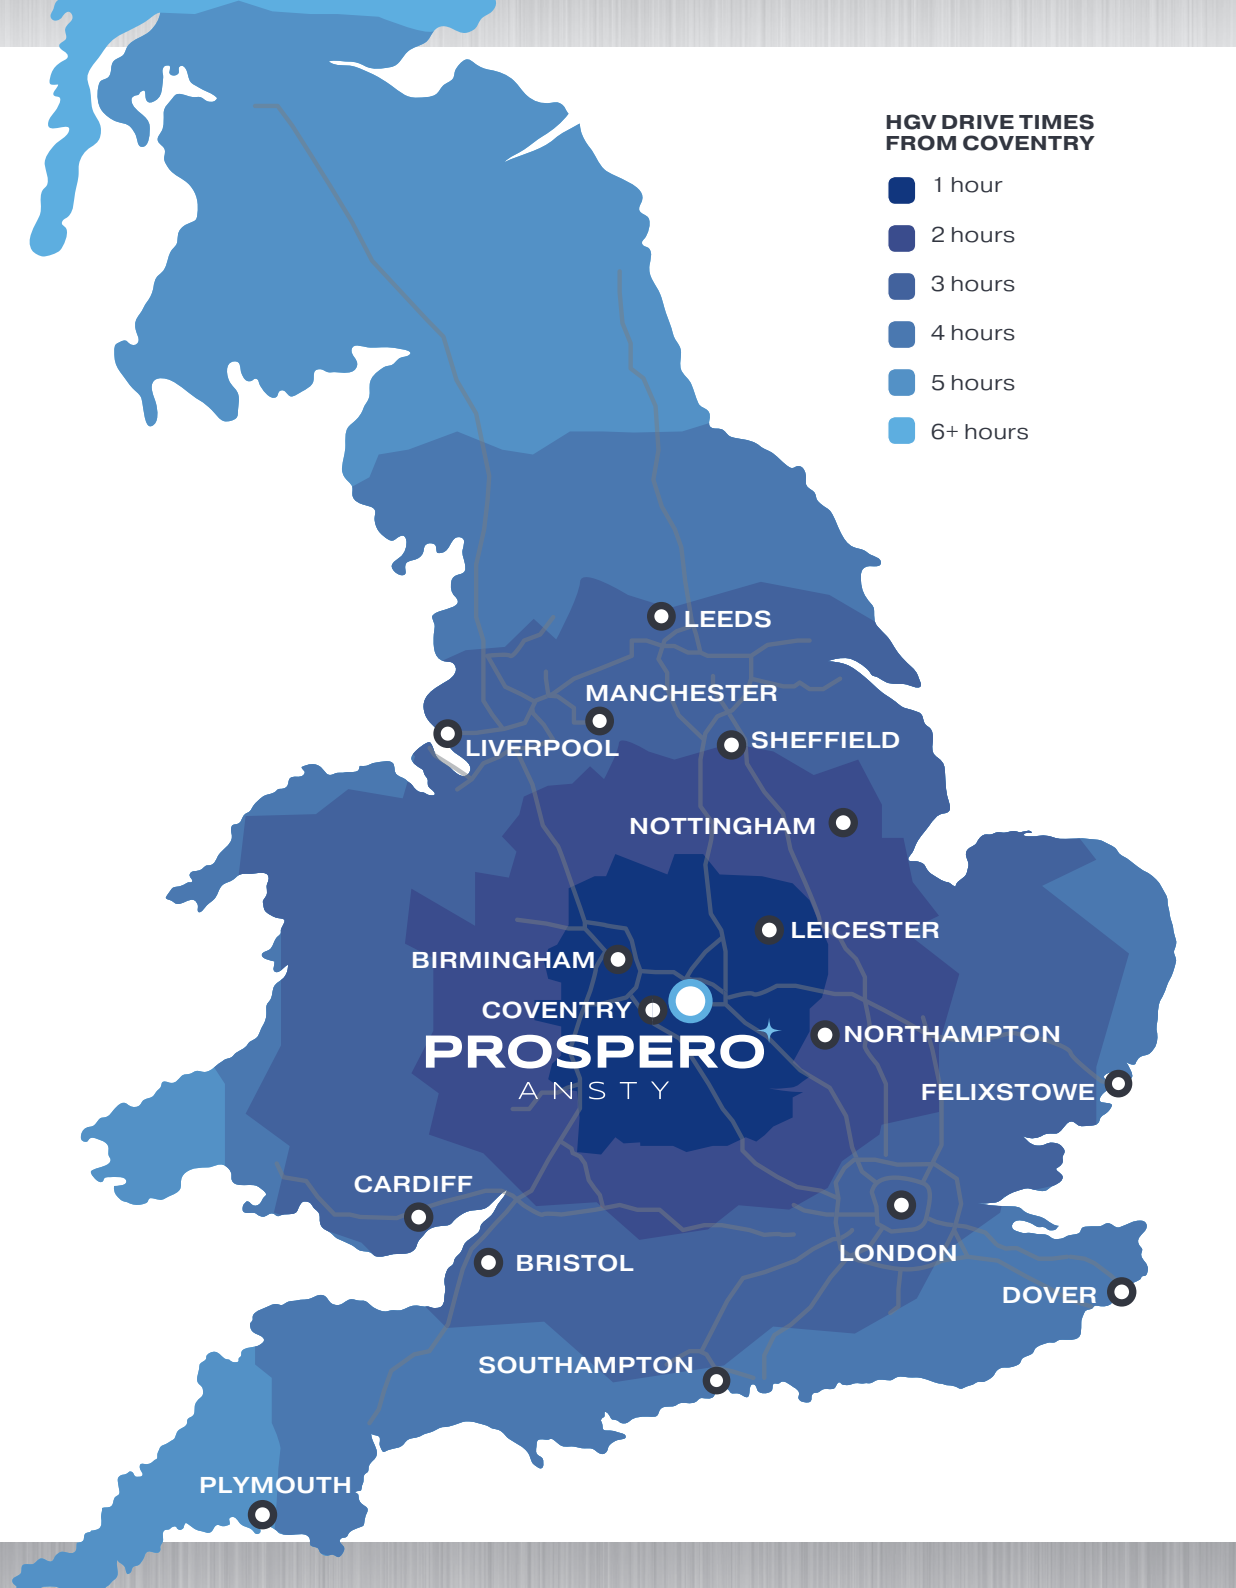 HGV DRIVE TIMES
FROM COVENTRY
1 hour
2 hours
3 hours
4 hours
5 hours
6+ hours
LEEDS
MANCHESTER
LIVERPOOL
SHEFFIELD
NOTTINGHAM
LEICESTER
BIRMINGHAM
COVENTRY
PROSPERO
ANSTY
NORTHAMPTON
FELIXSTOWE
CARDIFF
LONDON
BRISTOL
DOVER
SOUTHAMPTON
PLYMOUTH